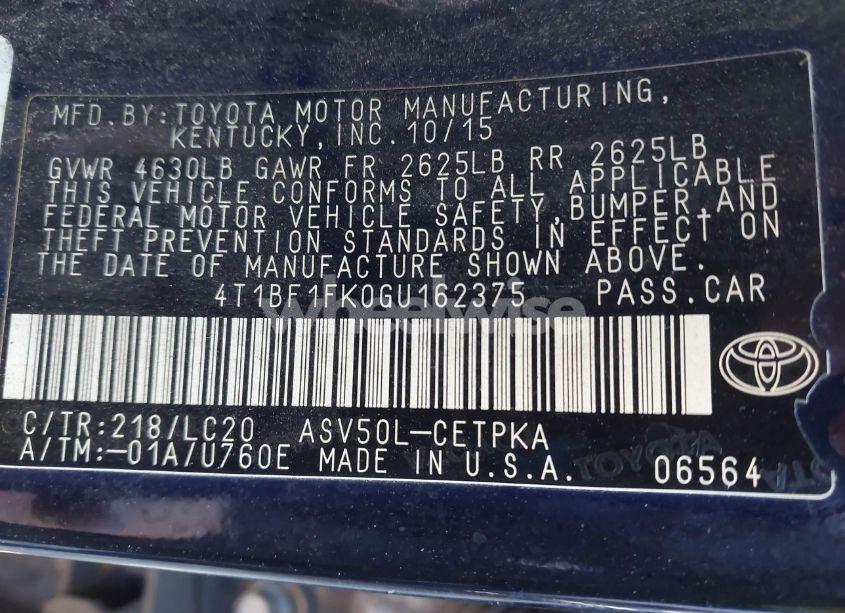 MFD.BY:TOYOTA MOTOR MANUFACTURING,
KENTUCKY,INC.10/15
GVWR 4630LB GAWR FR 2625LB RR 2625LB
THIS VEHICLE CONFORMS TO ALL APPLICABLE
FEDERAL MOTOR VEHICLE SAFETY,BUMPER,AND
THEFT PREVENTION STANDARDS IN EFFECT ON
THE DATE OF MANUFACTURE SHOWN ABOVE.
4T1BF1FK0GU162375 PASS.CAR
wheelwise
C/TR:218/LC20 ASV50L-CETPKA
A/TM:-01A/U760E MADE IN U.S.A. 06564
TOYOTA